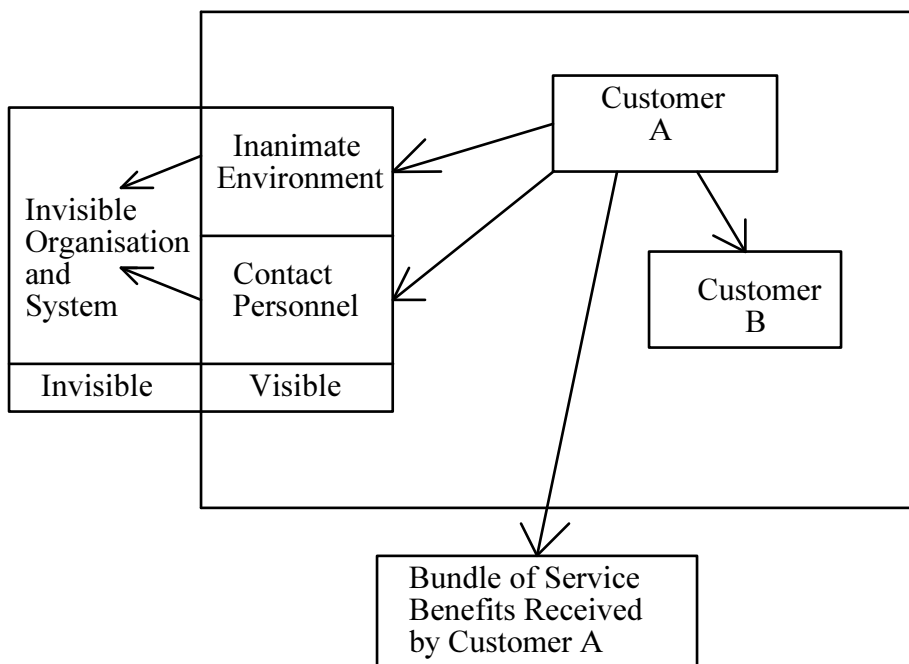 Customer
A
Inanimate
Environment
Invisible
Organisation
and
System
Contact
Personnel
Customer
B
Invisible
Visible
Bundle of Service
Benefits Received
by Customer A